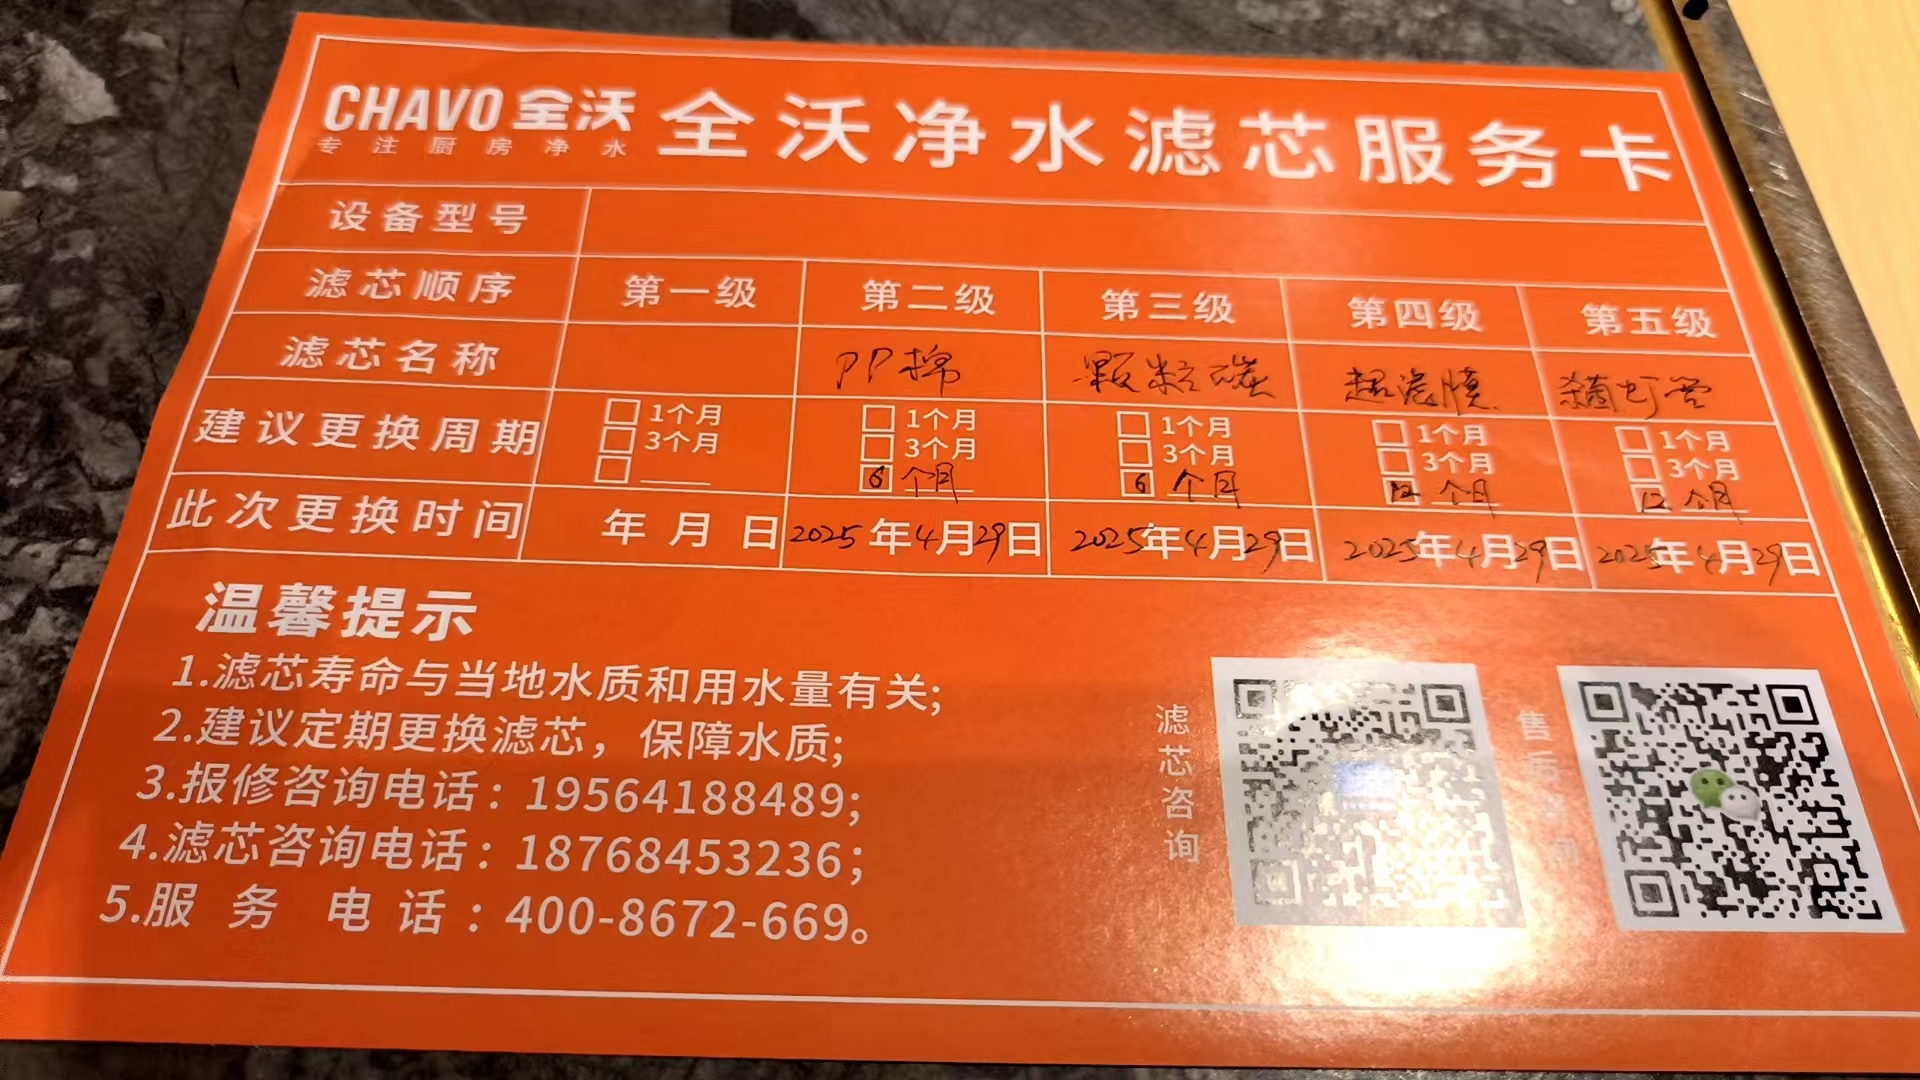 CHAVO 全沃
专注厨房净水
全沃净水滤芯服务卡
设备型号
滤芯顺序 第一级 第二级 第三级 第四级 第五级
滤芯名称 PP棉 颗粒碳 超滤膜 杀菌灯管
建议更换周期 1个月 1个月 1个月 1个月 1个月
3个月 3个月 3个月 3个月 3个月
6 个月 6 个月 12 个月 12 个月
此次更换时间 年 月 日 2025年4月29日 2025年4月29日 2025年4月29日 2025年4月29日
温馨提示
1.滤芯寿命与当地水质和用水量有关;
2.建议定期更换滤芯，保障水质;
3.报修咨询电话：19564188489;
4.滤芯咨询电话：18768453236;
5.服务电话：400-8672-669。
滤芯咨询
售后